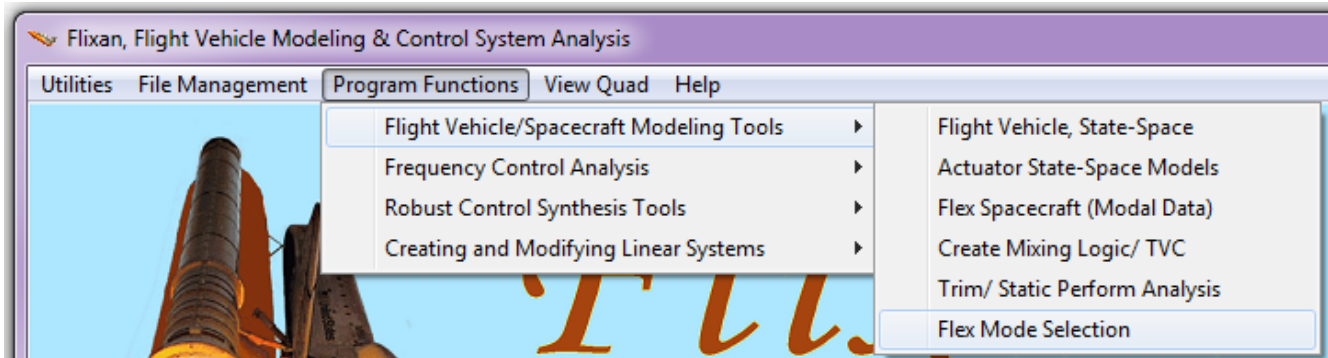 Flixan, Flight Vehicle Modeling & Control System Analysis
Utilities File Management Program Functions View Quad Help
Flight Vehicle/Spacecraft Modeling Tools
Frequency Control Analysis
Robust Control Synthesis Tools
Creating and Modifying Linear Systems
Flight Vehicle, State-Space
Actuator State-Space Models
Flex Spacecraft (Modal Data)
Create Mixing Logic/ TVC
Trim/ Static Perform Analysis
Flex Mode Selection